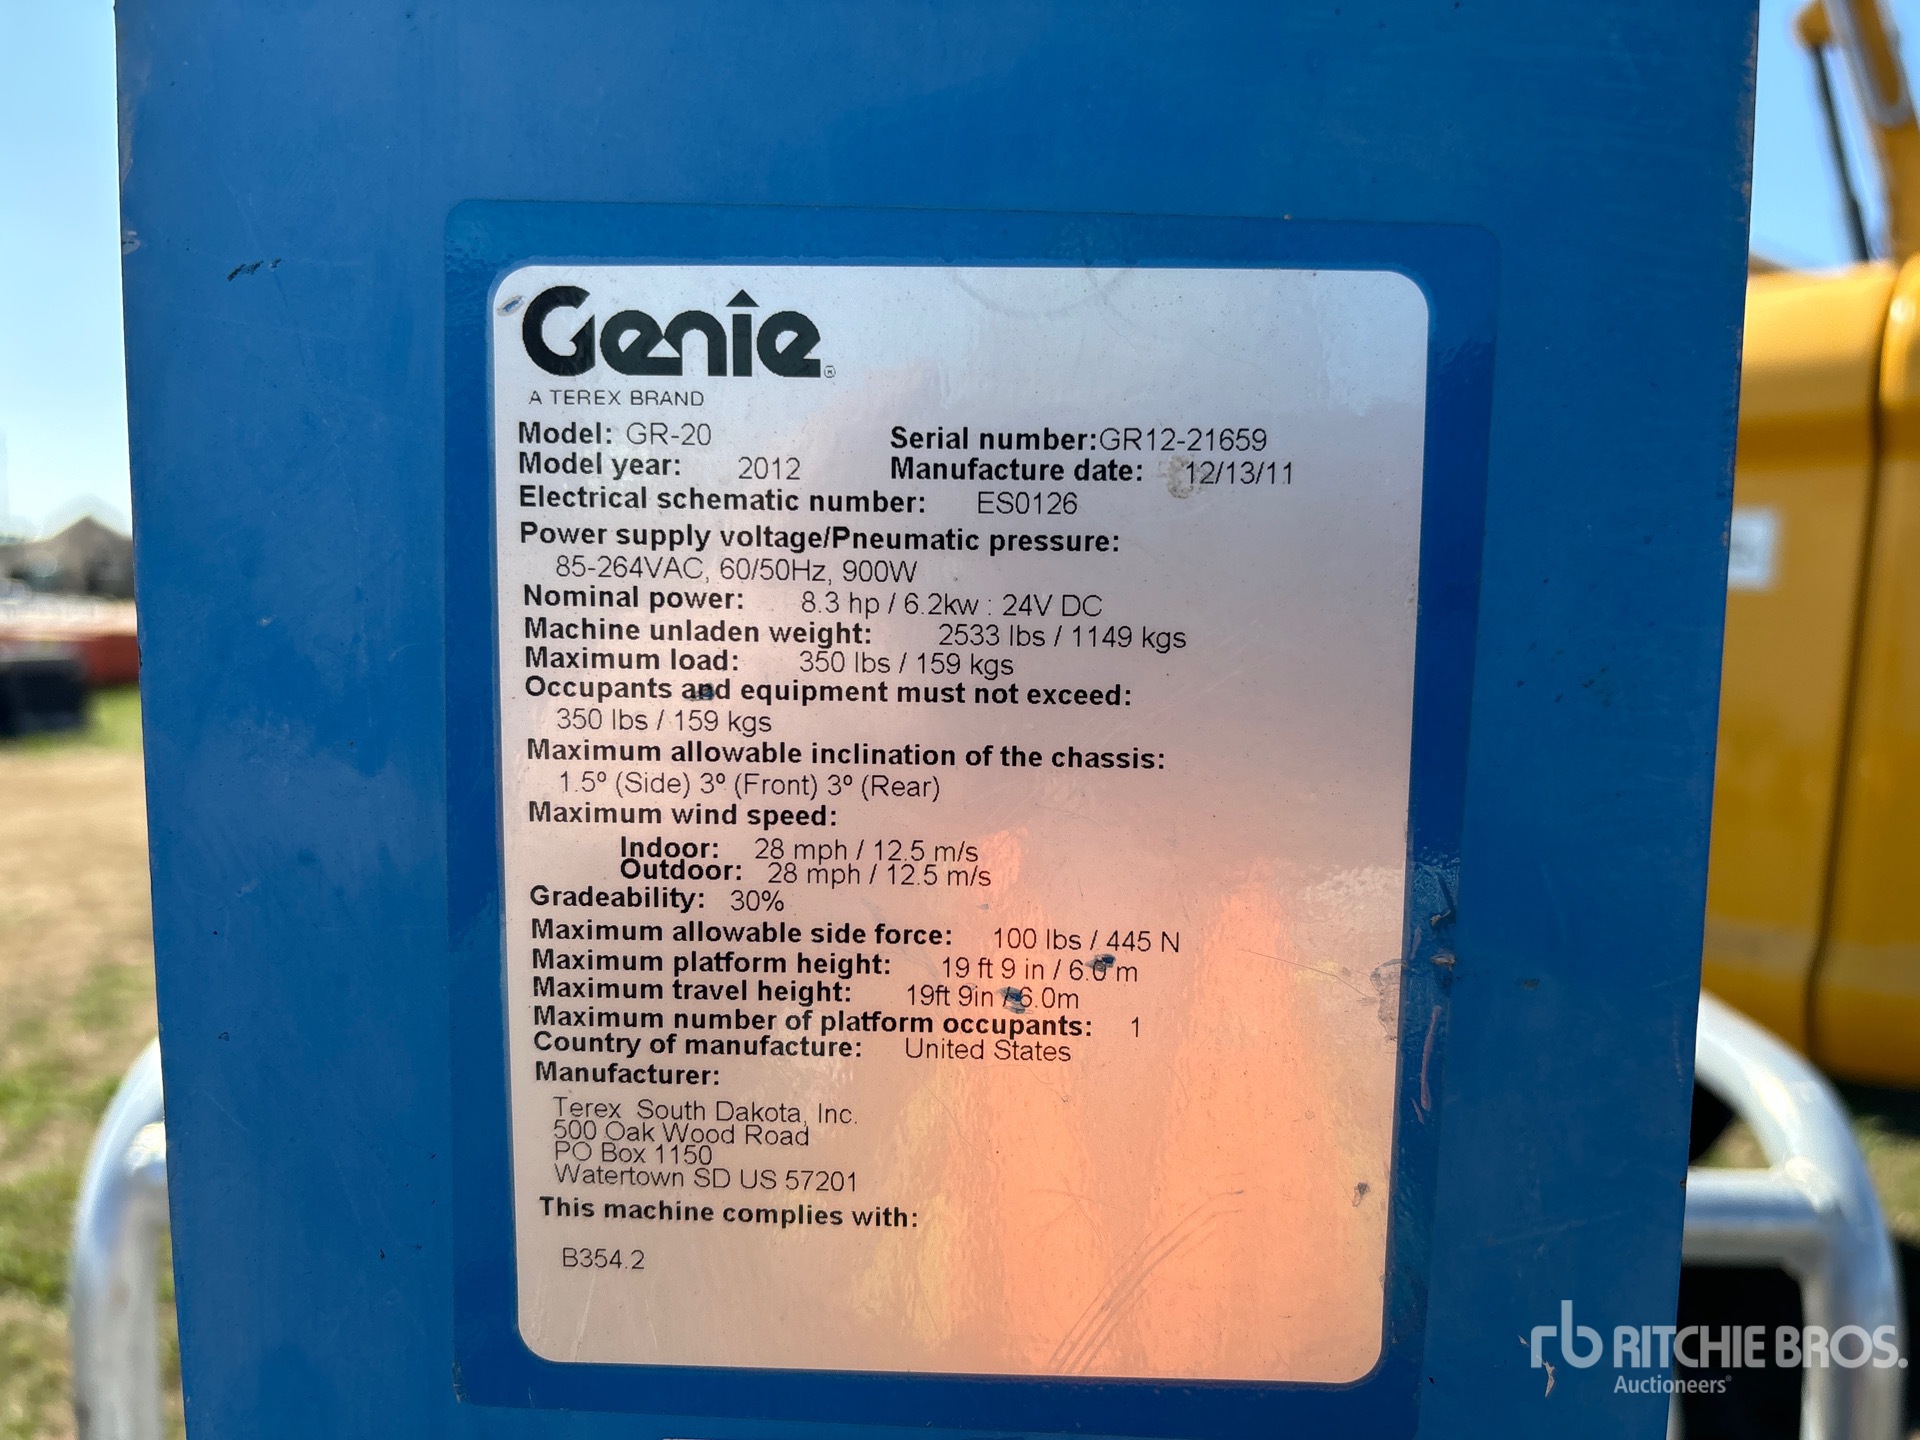 Genie®
A TEREX BRAND
Model: GR-20 Serial number:GR12-21659
Model year: 2012 Manufacture date: 12/13/11
Electrical schematic number: ES0126
Power supply voltage/Pneumatic pressure:
85-264VAC, 60/50Hz, 900W
Nominal power: 8.3 hp / 6.2kw : 24V DC
Machine unladen weight: 2533 lbs / 1149 kgs
Maximum load: 350 lbs / 159 kgs
Occupants and equipment must not exceed:
350 lbs / 159 kgs
Maximum allowable inclination of the chassis:
1.5º (Side) 3º (Front) 3º (Rear)
Maximum wind speed:
Indoor: 28 mph / 12.5 m/s
Outdoor: 28 mph / 12.5 m/s
Gradeability: 30%
Maximum allowable side force: 100 lbs / 445 N
Maximum platform height: 19 ft 9 in / 6.0 m
Maximum travel height: 19ft 9in / 6.0m
Maximum number of platform occupants: 1
Country of manufacture: United States
Manufacturer:
Terex South Dakota, Inc.
500 Oak Wood Road
PO Box 1150
Watertown SD US 57201
This machine complies with:
B354.2
rb RITCHIE BROS.
Auctioneers®